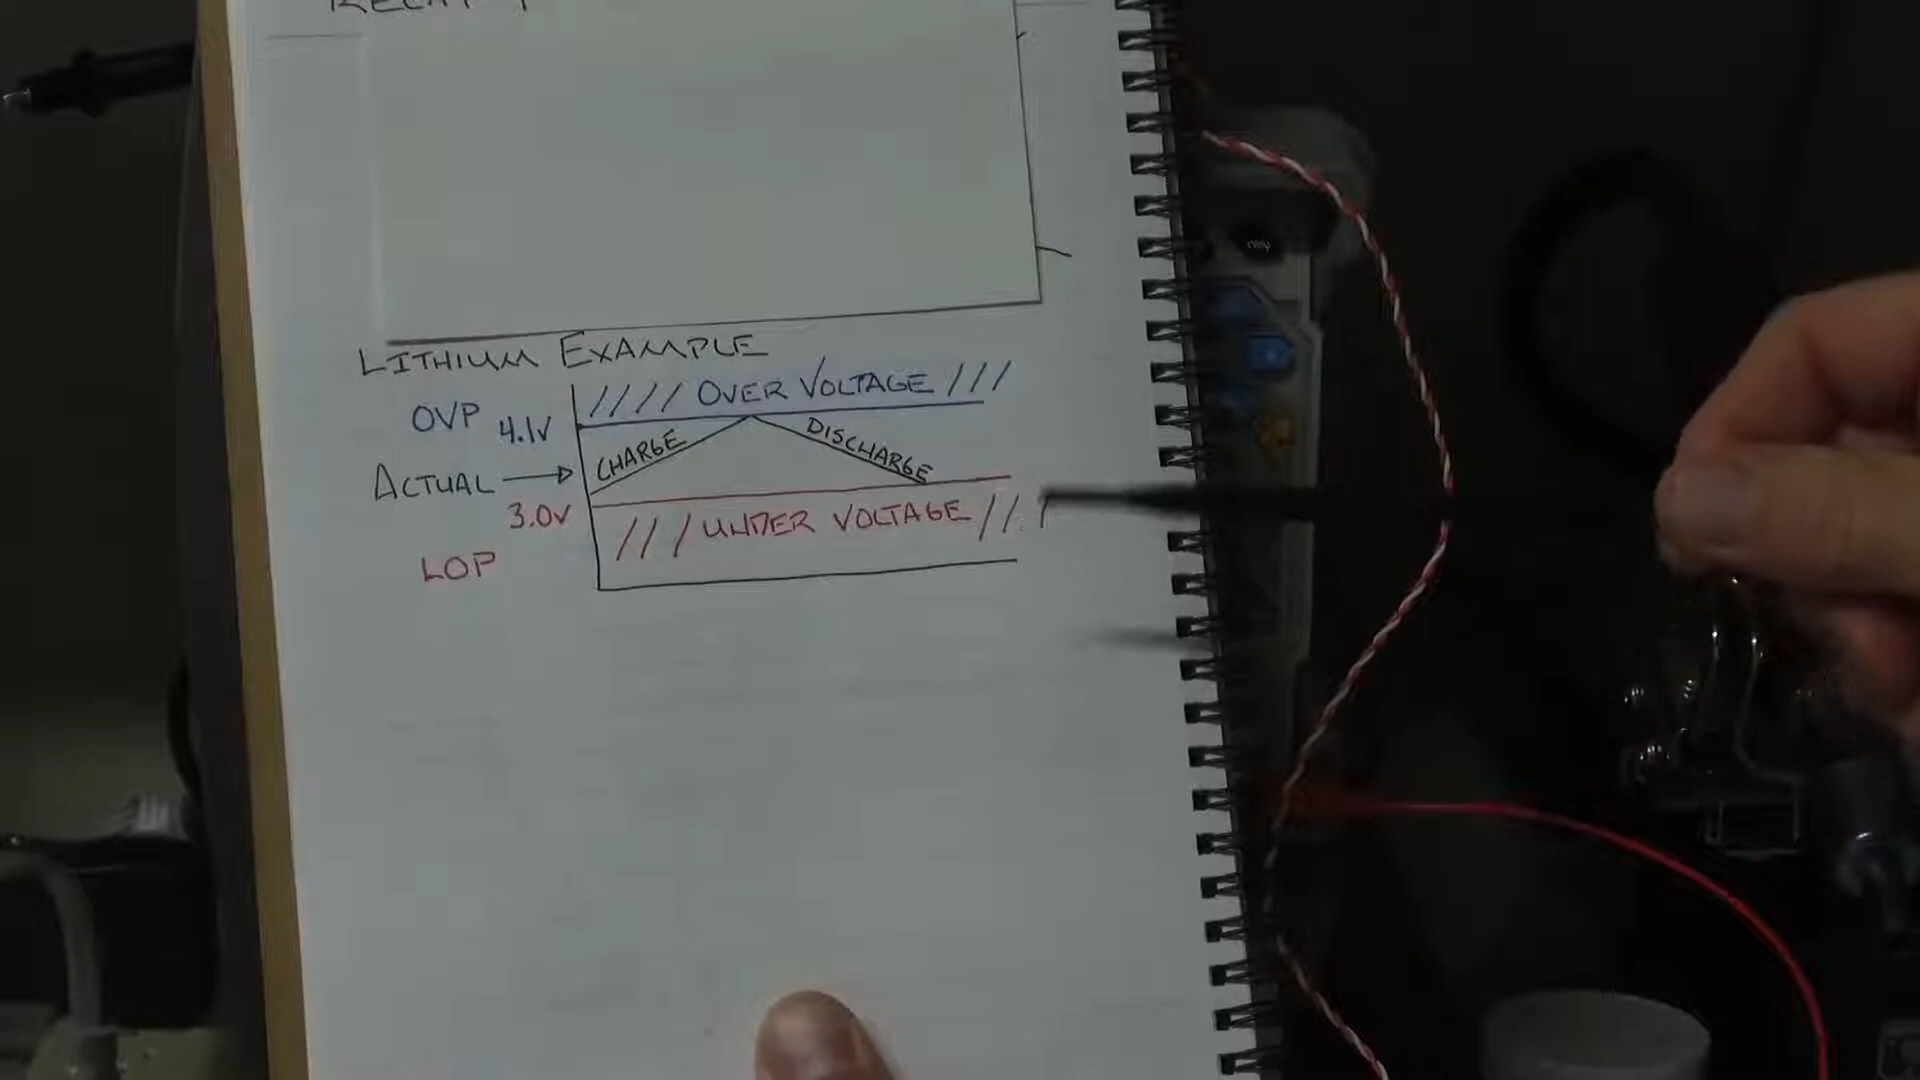 LITHIUM EXAMPLE
//// OVER VOLTAGE ///
OVP 4.1V
CHARGE DISCHARGE
ACTUAL →
3.0V
/// UNDER VOLTAGE ///
LOP